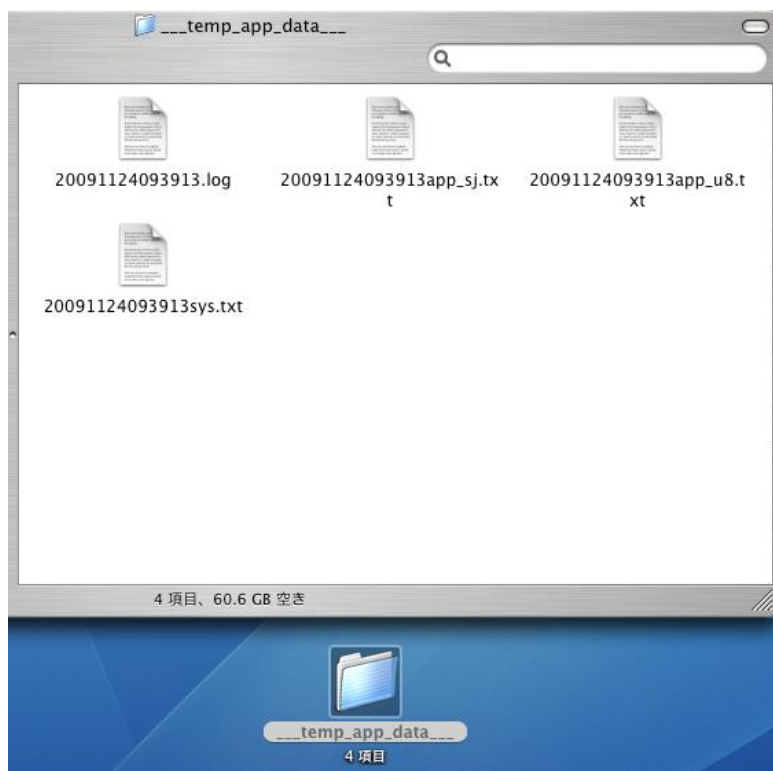 ___temp_app_data___
20091124093913.log
20091124093913app_sj.tx
t
20091124093913app_u8.t
xt
20091124093913sys.txt
4 項目、60.6 GB 空き
___temp_app_data___
4 項目